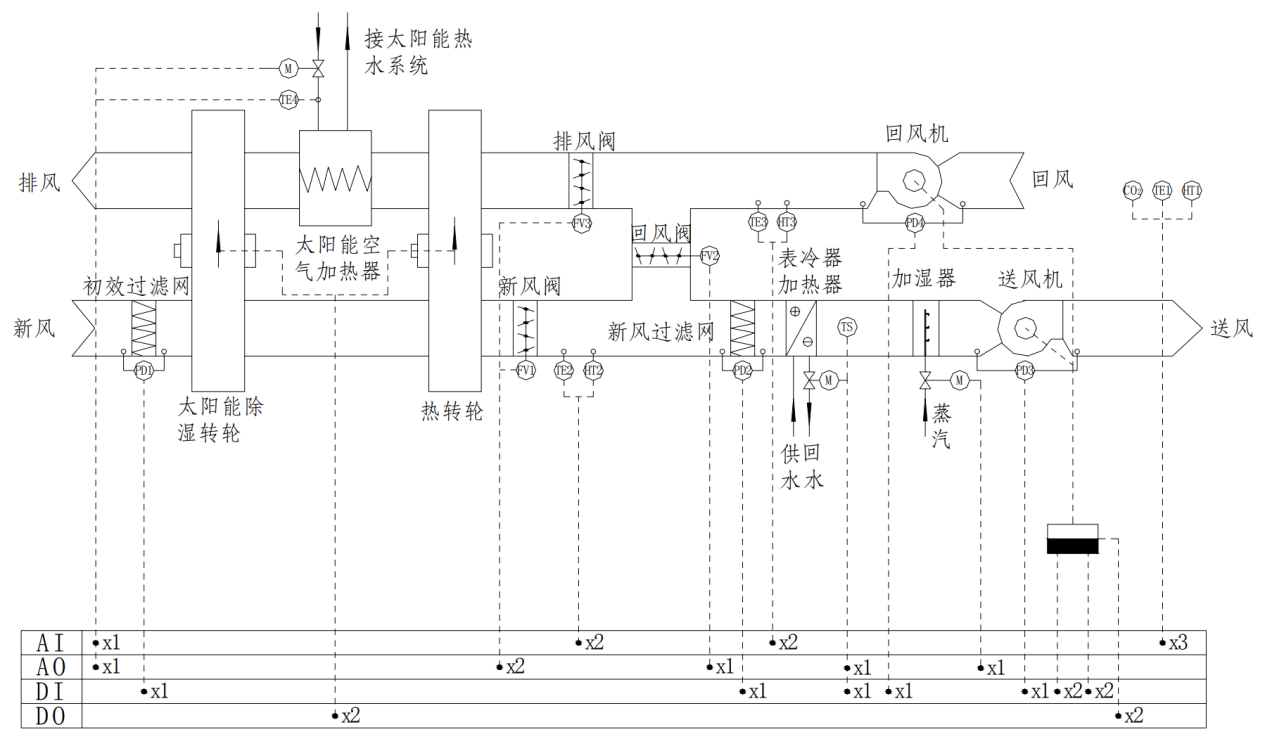 接太阳能热
水系统
M
TE4
排风阀
回风机
排风
回风
CO₂
TE1
HT1
FV3
TE3
HT3
PD4
太阳能空
气加热器
回风阀
FV2
表冷器
加热器
加湿器
送风机
初效过滤网
新风阀
新风
新风过滤网
TS
送风
PD1
FV1
TE2
HT2
PD2
M
M
PD3
太阳能除
湿转轮
热转轮
蒸
汽
供回
水水
AI x1 x2 x2 x3
AO x1 x2 x1 x1 x1
DI x1 x1 x1 x1 x1 x2 x2
DO x2 x2